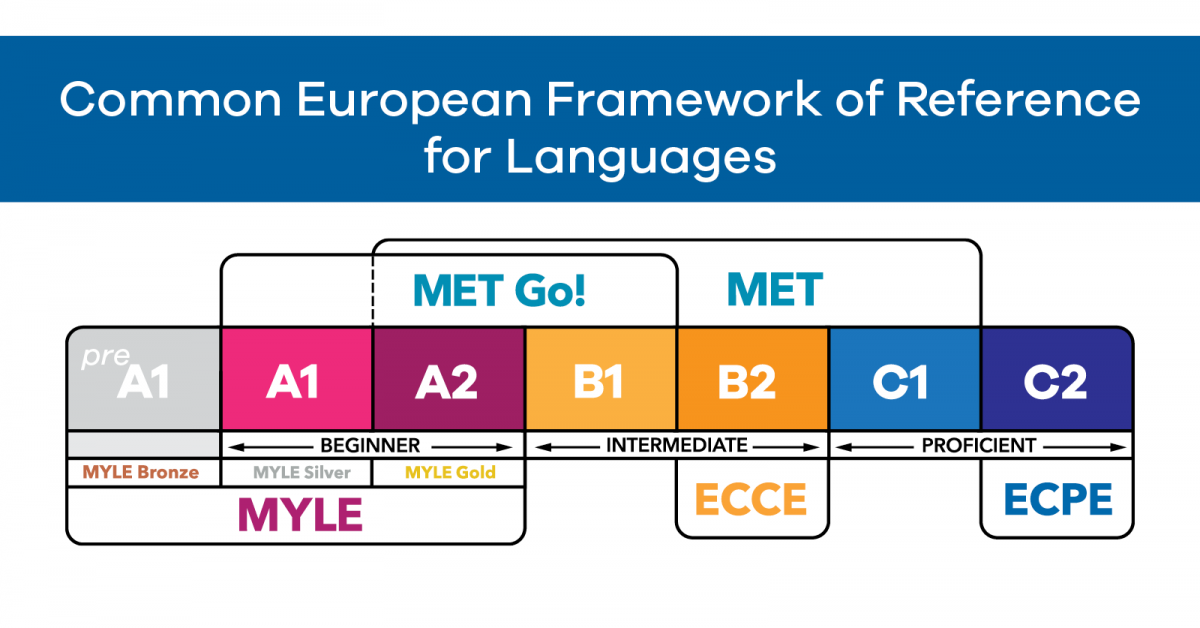 Common European Framework of Reference
for Languages
MET Go! MET
pre A1 A1 A2 B1 B2 C1 C2
BEGINNER INTERMEDIATE PROFICIENT
MYLE Bronze MYLE Silver MYLE Gold
MYLE ECCE ECPE